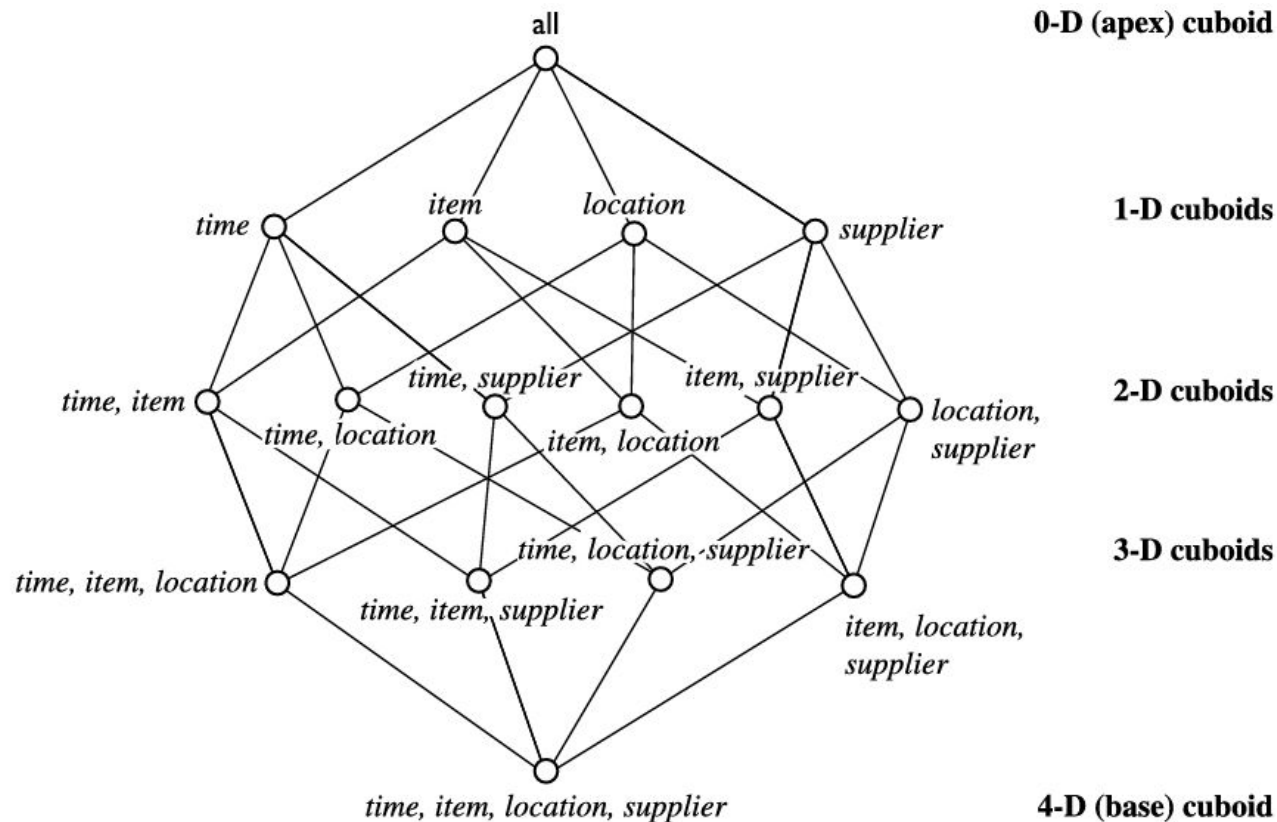 all
0-D (apex) cuboid
time
item
location
supplier
1-D cuboids
time, item
time, location
time, supplier
item, location
item, supplier
location,
supplier
2-D cuboids
time, item, location
time, item, supplier
time, location, supplier
item, location,
supplier
3-D cuboids
time, item, location, supplier
4-D (base) cuboid